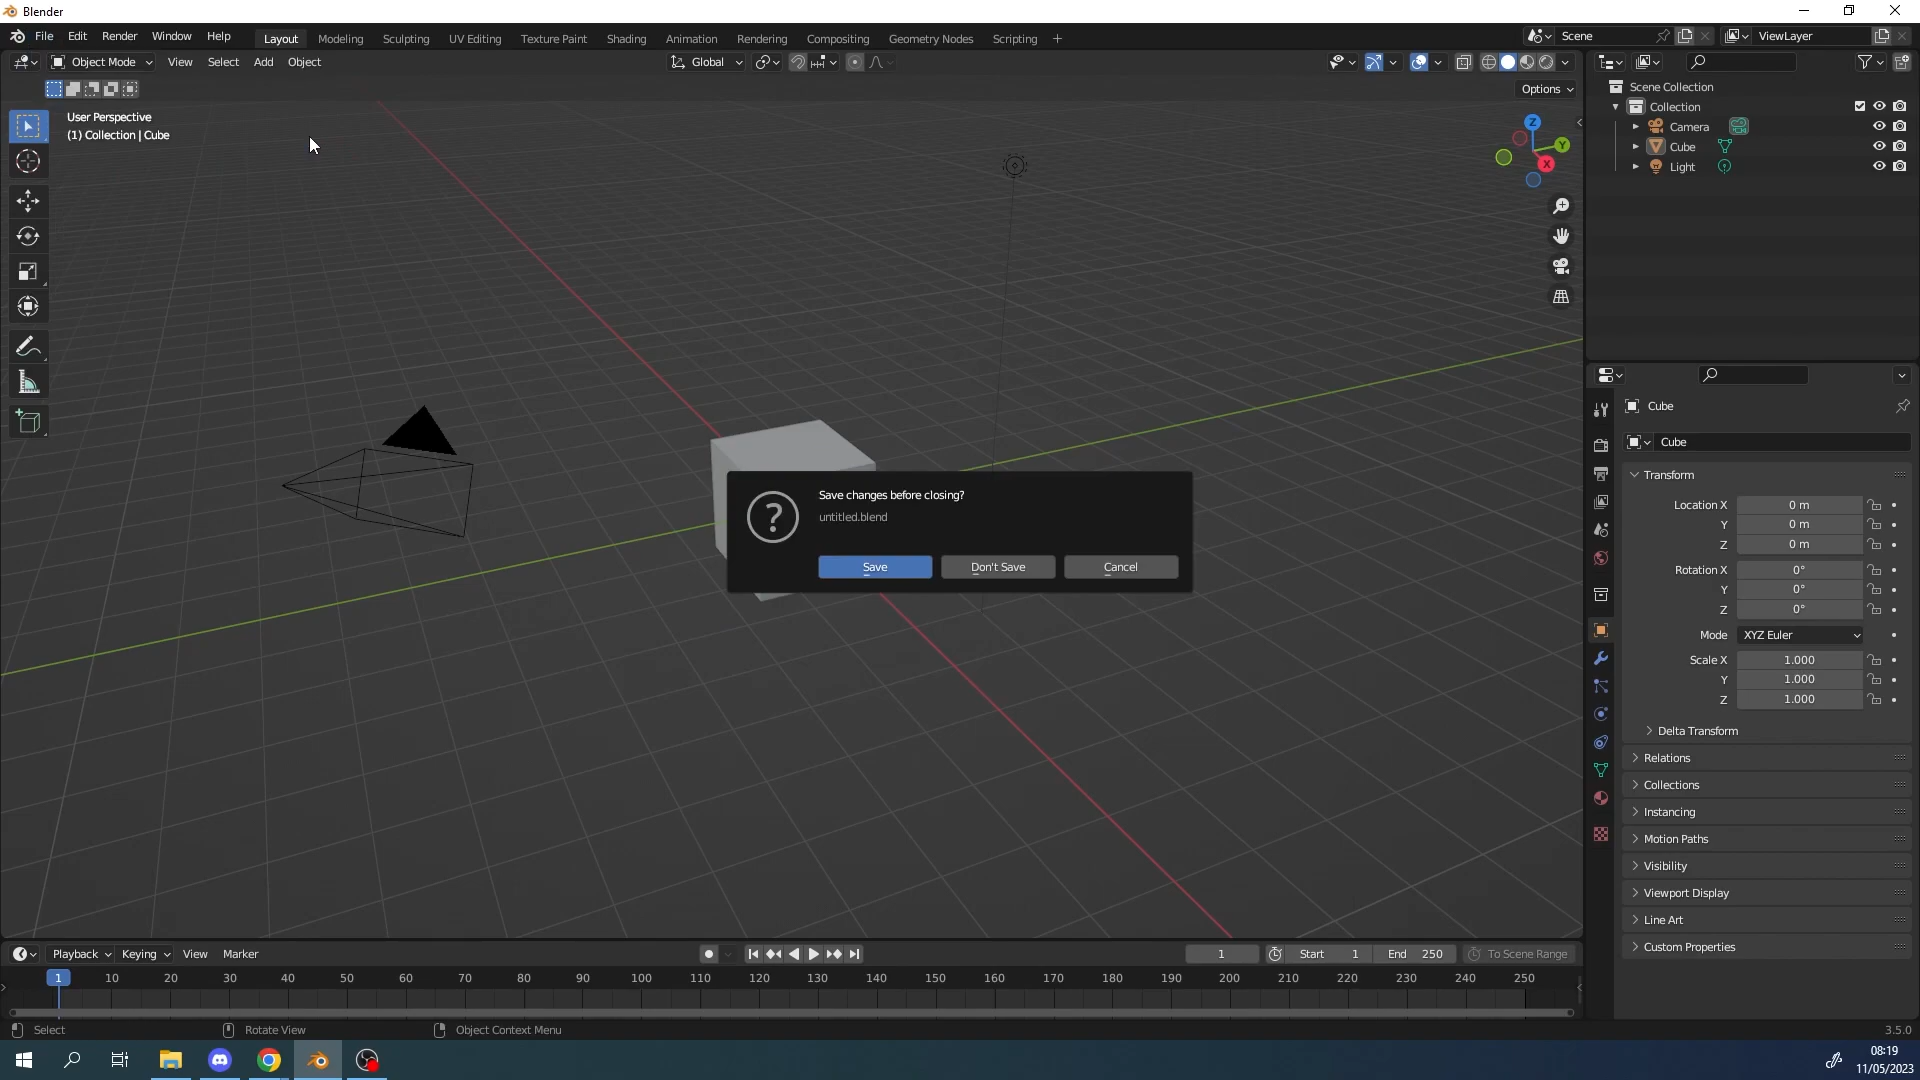 Blender
File Edit Render Window Help Layout Modeling Sculpting UV Editing Texture Paint Shading Animation Rendering Compositing Geometry Nodes Scripting + Scene ViewLayer
Object Mode View Select Add Object Global
Options
User Perspective
(1) Collection | Cube
Z
Y
X
Scene Collection
Collection
Camera
Cube
Light
Cube
Cube
Transform
Location X 0 m
Y 0 m
Z 0 m
Rotation X 0°
Y 0°
Z 0°
Mode XYZ Euler
Scale X 1.000
Y 1.000
Z 1.000
Delta Transform
Relations
Collections
Instancing
Motion Paths
Visibility
Viewport Display
Line Art
Custom Properties
Save changes before closing?
untitled.blend
Save Don't Save Cancel
Playback Keying View Marker 1 Start 1 End 250 To Scene Range
1 10 20 30 40 50 60 70 80 90 100 110 120 130 140 150 160 170 180 190 200 210 220 230 240 250
Select Rotate View Object Context Menu 3.5.0
08:19
11/05/2023